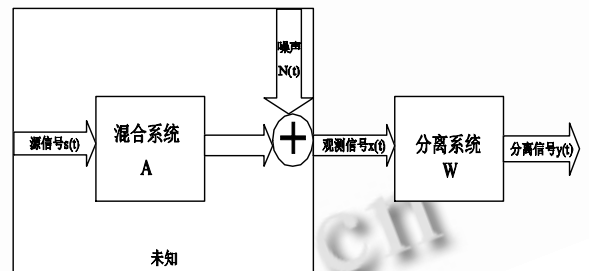 噪声
N(t)
源信号s(t)
混合系统
A
+
观测信号x(t)
分离系统
W
分离信号y(t)
未知
cn